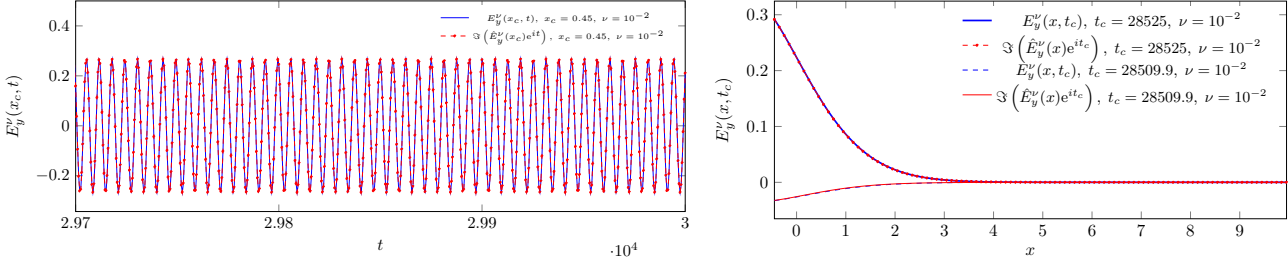 E_y^ν(x_c, t), x_c = 0.45, ν = 10^{-2}
ℑ(Ê_y^ν(x_c)e^{it}), x_c = 0.45, ν = 10^{-2}
0.4
0.2
0
−0.2
E_y^ν(x_c, t)
2.97
2.98
2.99
3
t
·10^4
E_y^ν(x, t_c), t_c = 28525, ν = 10^{-2}
ℑ(Ê_y^ν(x)e^{it_c}), t_c = 28525, ν = 10^{-2}
E_y^ν(x, t_c), t_c = 28509.9, ν = 10^{-2}
ℑ(Ê_y^ν(x)e^{it_c}), t_c = 28509.9, ν = 10^{-2}
0.3
0.2
0.1
0
E_y^ν(x, t_c)
0 1 2 3 4 5 6 7 8 9
x